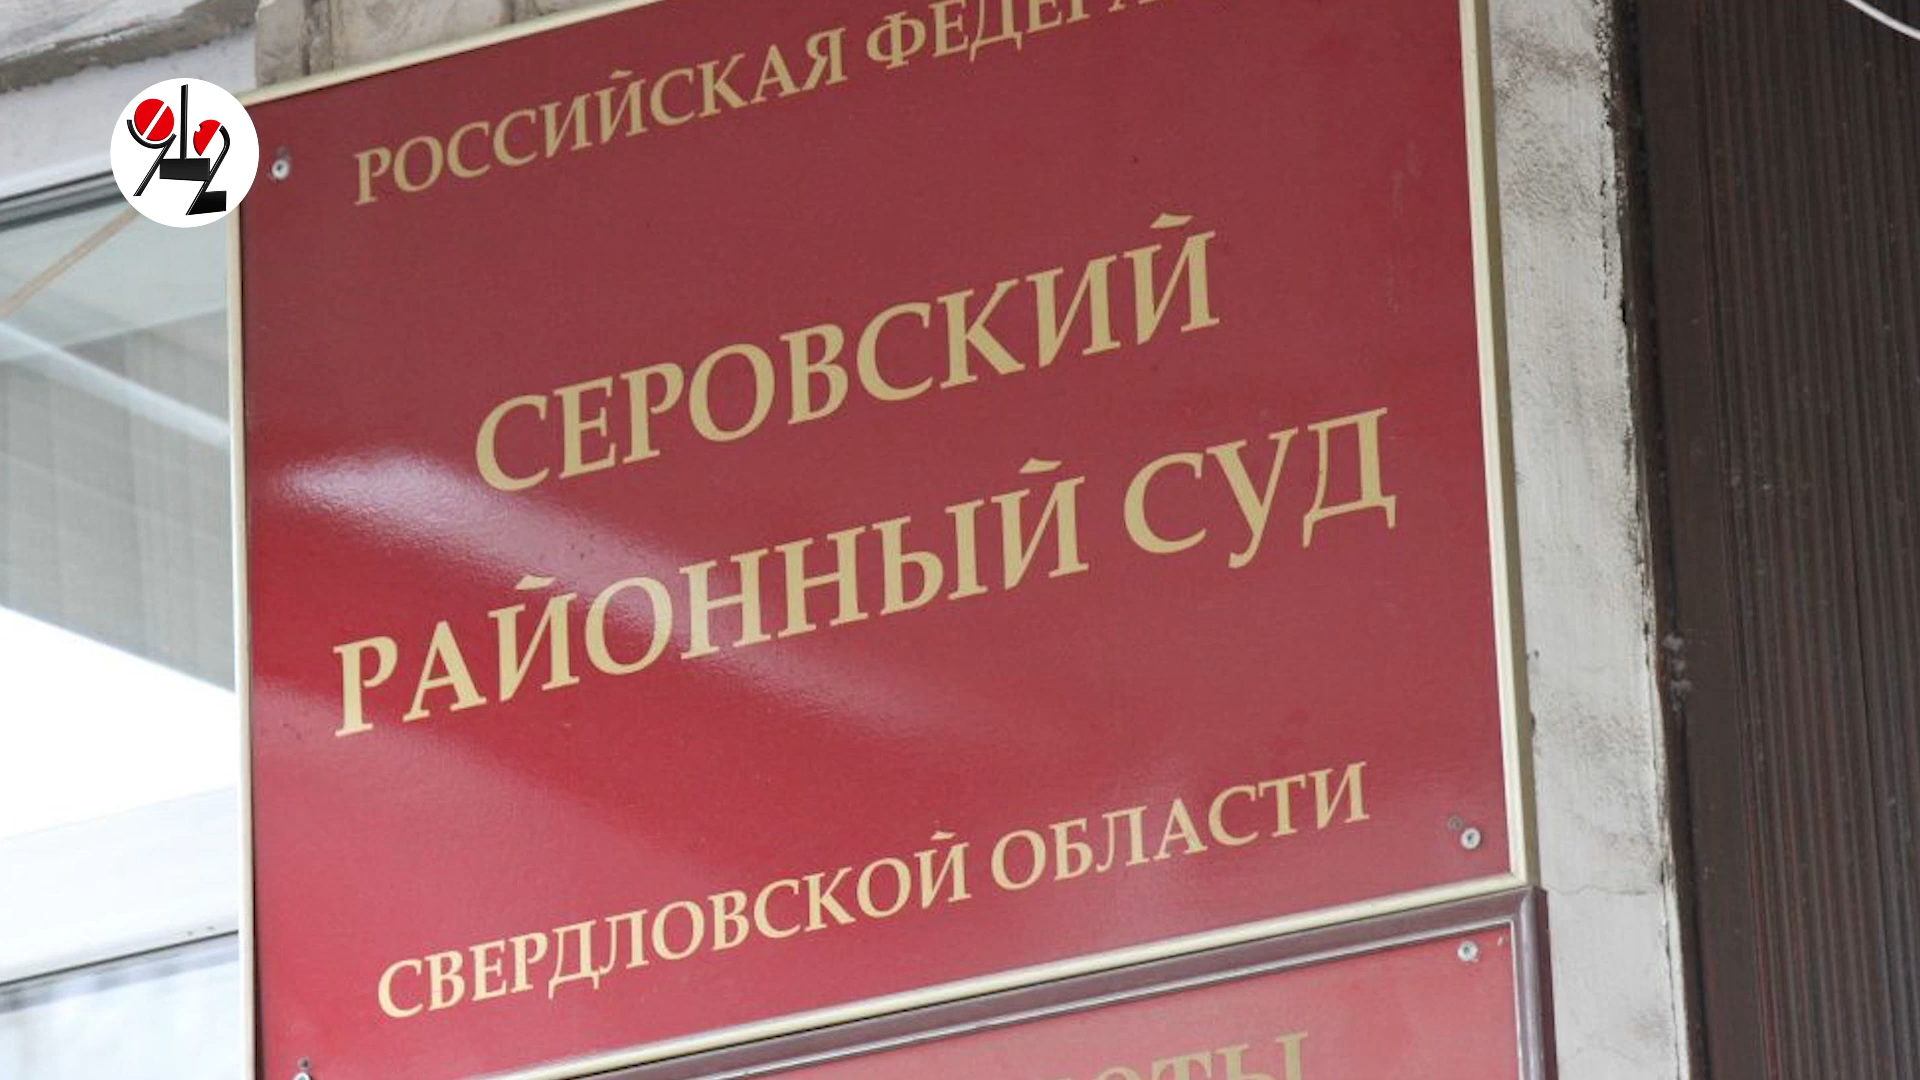 РОССИЙСКАЯ
СЕРОВСКИЙ
РАЙОННЫЙ СУД
СВЕРДЛОВСКОЙ ОБЛАСТИ